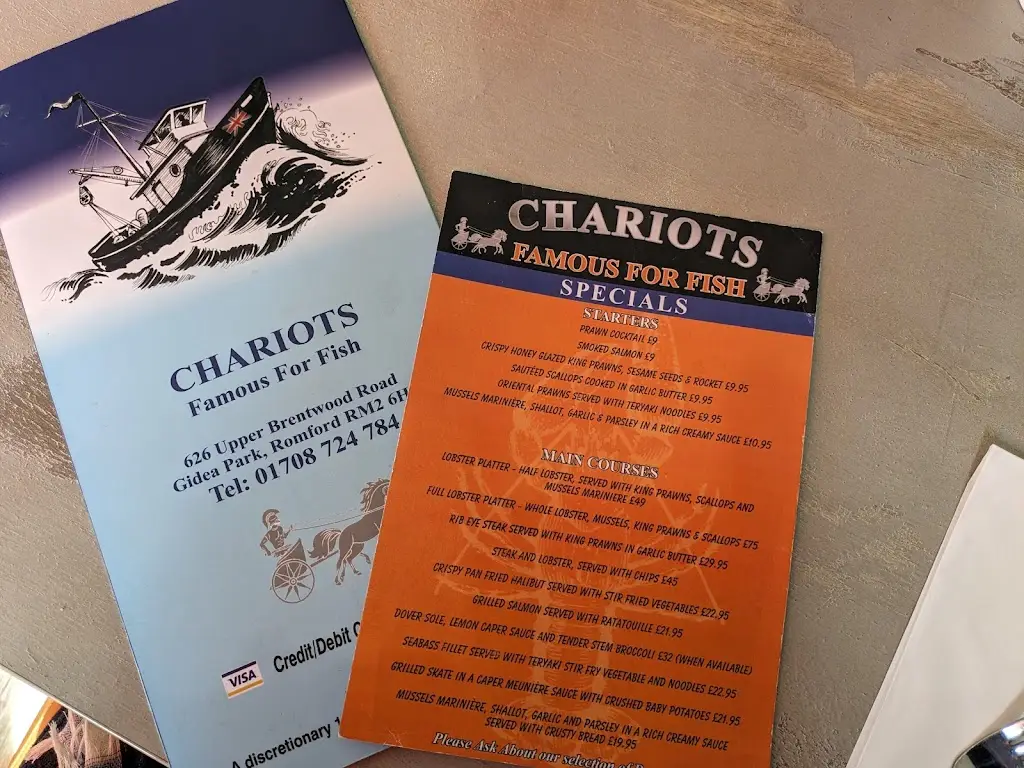 CHARIOTS
Famous For Fish
626 Upper Brentwood Road
Gidea Park, Romford RM2 6H
Tel: 01708 724 784
VISA
Credit/Debit
A discretionary
CHARIOTS
FAMOUS FOR FISH
SPECIALS
STARTERS
PRAWN COCKTAIL £9
SMOKED SALMON £9
CRISPY HONEY GLAZED KING PRAWNS, SESAME SEEDS & ROCKET £9.95
SAUTÉED SCALLOPS COOKED IN GARLIC BUTTER £9.95
ORIENTAL PRAWNS SERVED WITH TERYAKI NOODLES £9.95
MUSSELS MARINIÈRE, SHALLOT, GARLIC & PARSLEY IN A RICH CREAMY SAUCE £10.95
MAIN COURSES
LOBSTER PLATTER - HALF LOBSTER, SERVED WITH KING PRAWNS, SCALLOPS AND
MUSSELS MARINIERE £49
FULL LOBSTER PLATTER - WHOLE LOBSTER, MUSSELS, KING PRAWNS & SCALLOPS £75
RIB EYE STEAK SERVED WITH KING PRAWNS IN GARLIC BUTTER £29.95
STEAK AND LOBSTER, SERVED WITH CHIPS £45
CRISPY PAN FRIED HALIBUT SERVED WITH STIR FRIED VEGETABLES £22.95
GRILLED SALMON SERVED WITH RATATOUILLE £21.95
DOVER SOLE, LEMON CAPER SAUCE AND TENDER STEM BROCCOLI £32 (WHEN AVAILABLE)
SEABASS FILLET SERVED WITH TERYAKI STIR FRY VEGETABLE AND NOODLES £22.95
GRILLED SKATE IN A CAPER MEUNIÈRE SAUCE WITH CRUSHED BABY POTATOES £21.95
MUSSELS MARINIÈRE, SHALLOT, GARLIC AND PARSLEY IN A RICH CREAMY SAUCE
SERVED WITH CRUSTY BREAD £19.95
Please Ask About our selection of